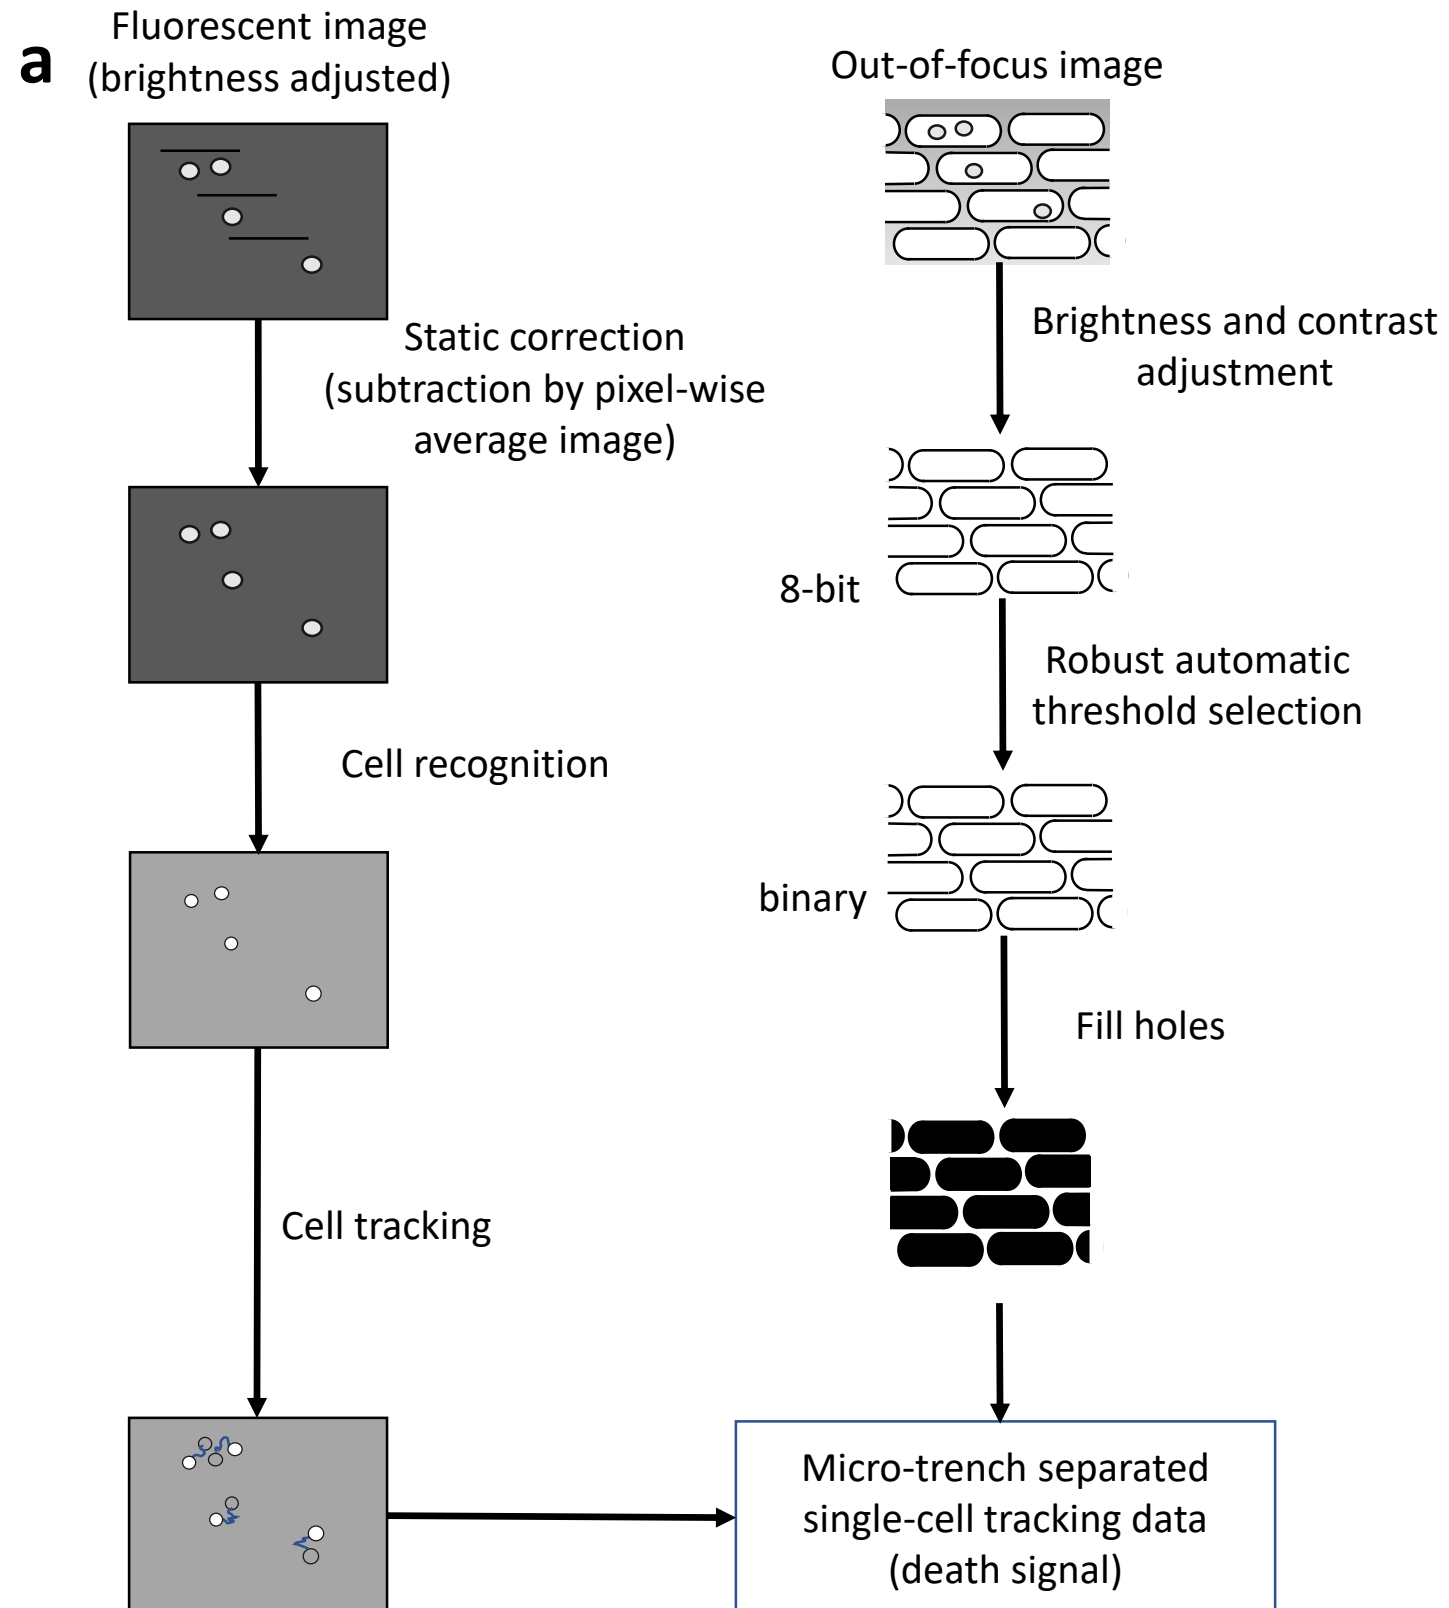 a
Fluorescent image
(brightness adjusted)
Static correction
(subtraction by pixel-wise
average image)
Cell recognition
Cell tracking
Out-of-focus image
Brightness and contrast
adjustment
8-bit
Robust automatic
threshold selection
binary
Fill holes
Micro-trench separated
single-cell tracking data
(death signal)